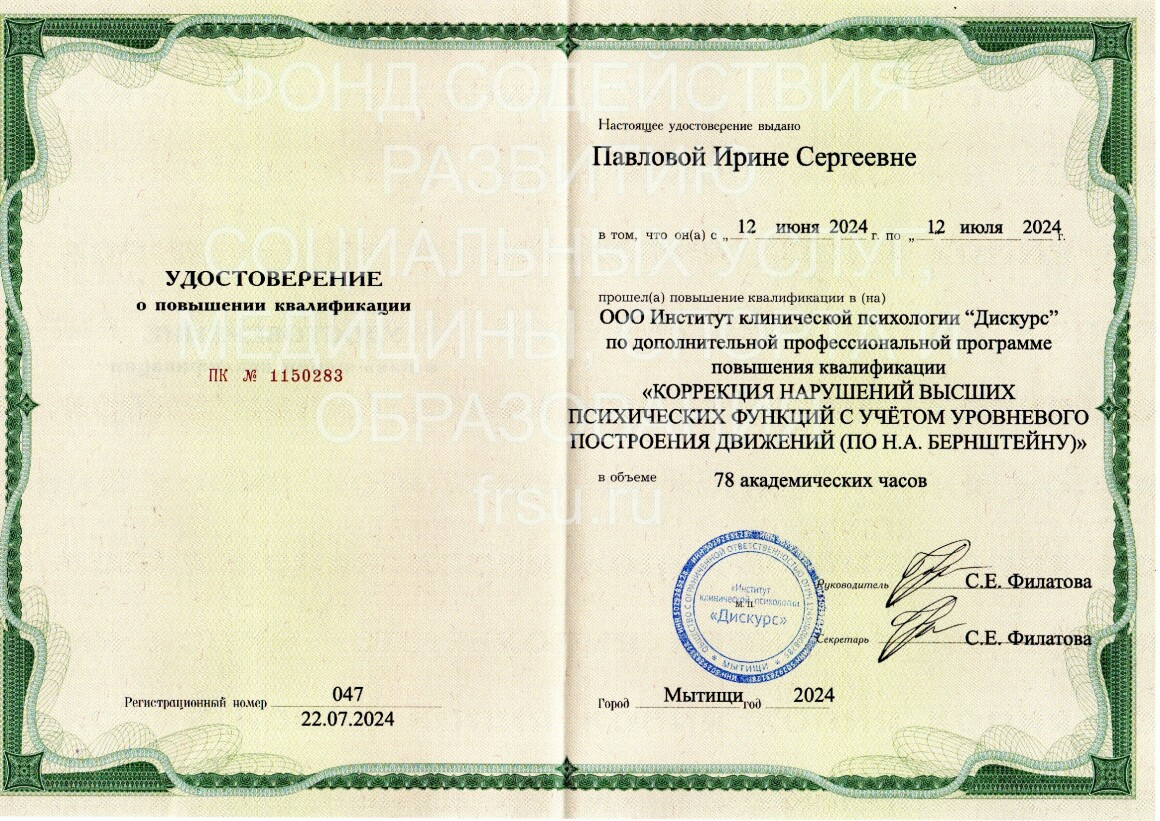 ФОНД СОДЕЙСТВИЯ
РАЗВИТИЮ
СОЦИАЛЬНЫХ УСЛУГ,
МЕДИЦИНЫ,
frsu.ru
УДОСТОВЕРЕНИЕ
о повышении квалификации
ПК № 1150283
Регистрационный номер 047
22.07.2024
Настоящее удостоверение выдано
Павловой Ирине Сергеевне
в том, что он(а) с „ 12 июня 2024 г. по „ 12 июля 2024 г.
прошел(а) повышение квалификации в (на)
ООО Институт клинической психологии “Дискурс”
по дополнительной профессиональной программе
повышения квалификации
«КОРРЕКЦИЯ НАРУШЕНИЙ ВЫСШИХ
ПСИХИЧЕСКИХ ФУНКЦИЙ С УЧЁТОМ УРОВНЕВОГО
ПОСТРОЕНИЯ ДВИЖЕНИЙ (ПО Н.А. БЕРНШТЕЙНУ)»
в объеме 78 академических часов
«Институт
клинической психологии
М.П.
«Дискурс»
МЫТИЩИ
Руководитель С.Е. Филатова
Секретарь С.Е. Филатова
Город Мытищи год 2024